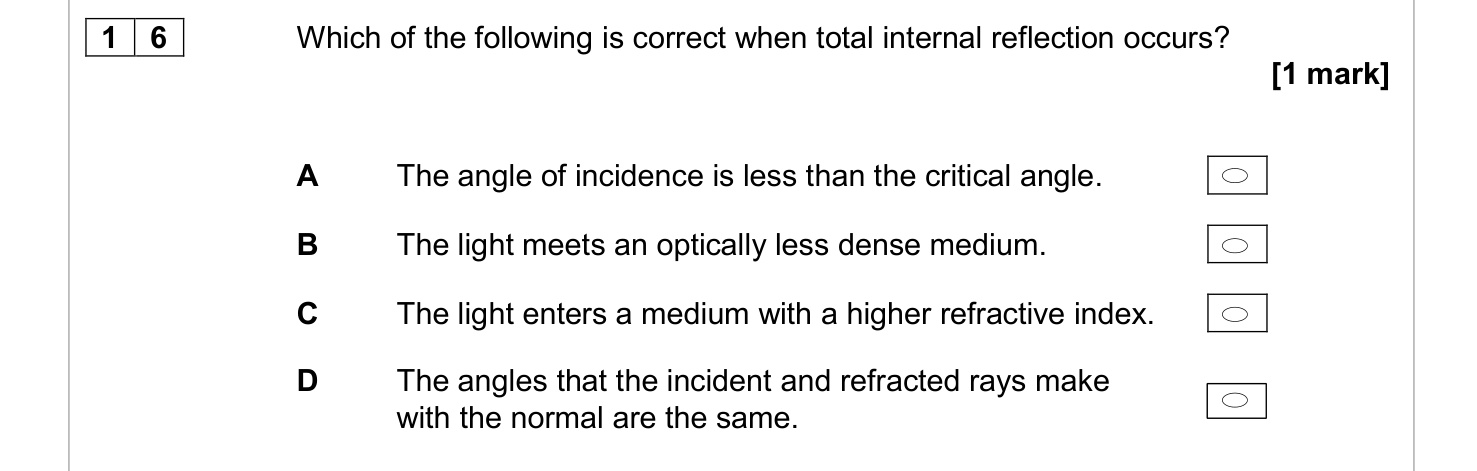 1 6 Which of the following is correct when total internal reflection occurs?
[1 mark]
A The angle of incidence is less than the critical angle.
B The light meets an optically less dense medium.
C The light enters a medium with a higher refractive index.
D The angles that the incident and refracted rays make
with the normal are the same.